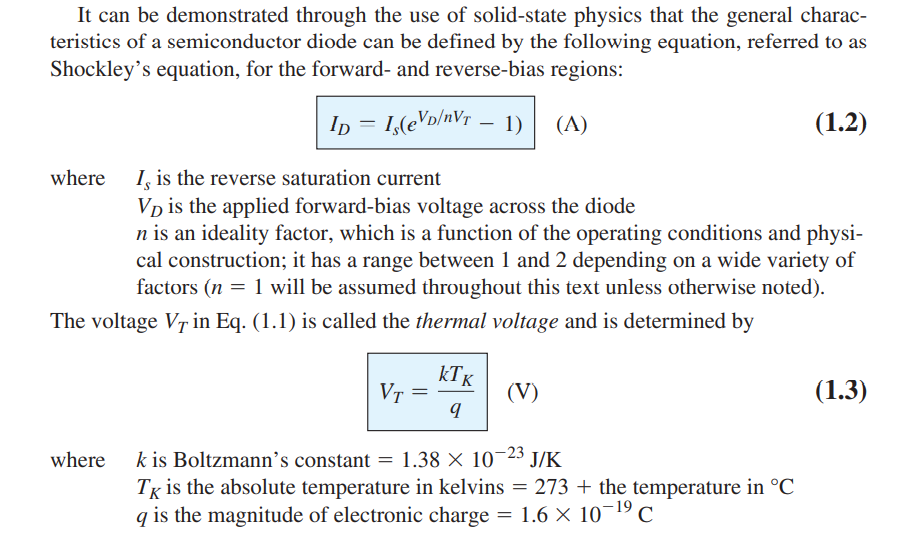 It can be demonstrated through the use of solid-state physics that the general charac-
teristics of a semiconductor diode can be defined by the following equation, referred to as
Shockley's equation, for the forward- and reverse-bias regions:
I_D = I_s(e^{V_D/nV_T} − 1) (Λ) (1.2)
where I_s is the reverse saturation current
V_D is the applied forward-bias voltage across the diode
n is an ideality factor, which is a function of the operating conditions and physi-
cal construction; it has a range between 1 and 2 depending on a wide variety of
factors (n = 1 will be assumed throughout this text unless otherwise noted).
The voltage V_T in Eq. (1.1) is called the thermal voltage and is determined by
V_T = \frac{kT_K}{q} (V) (1.3)
where k is Boltzmann's constant = 1.38 × 10^{−23} J/K
T_K is the absolute temperature in kelvins = 273 + the temperature in °C
q is the magnitude of electronic charge = 1.6 × 10^{−19} C